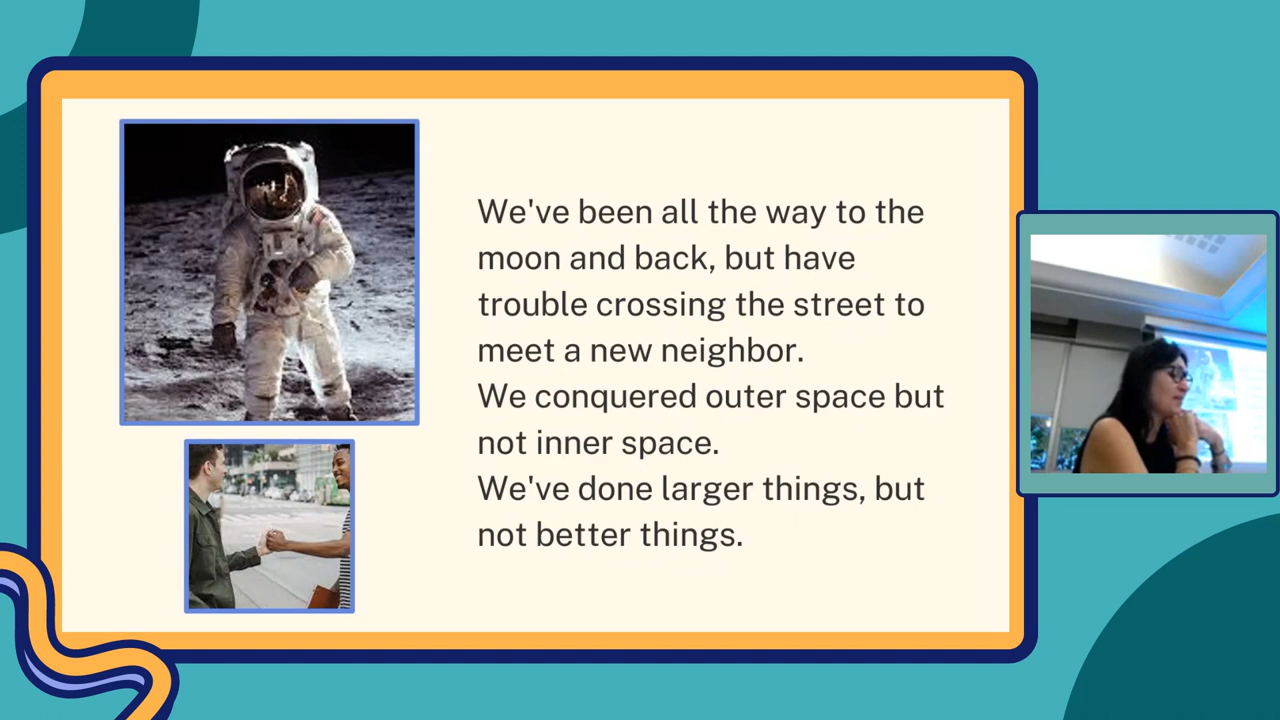 We've been all the way to the
moon and back, but have
trouble crossing the street to
meet a new neighbor.
We conquered outer space but
not inner space.
We've done larger things, but
not better things.